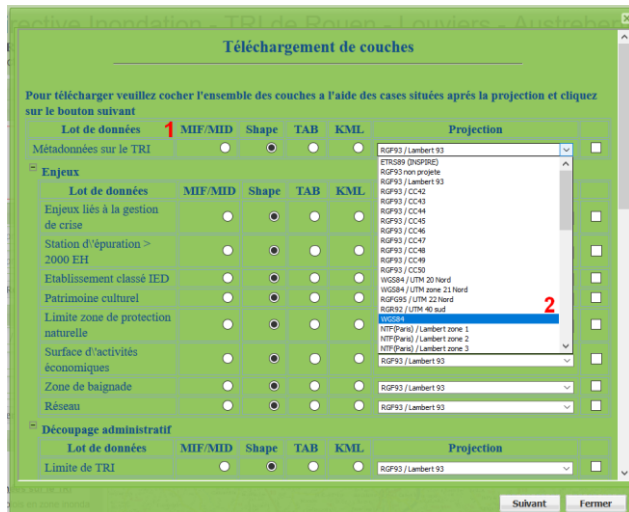 rective Inondation - TRI de Rouen - Louviers - Austreber
Téléchargement de couches
Pour télécharger veuillez cocher l'ensemble des couches a l'aide des cases situées aprés la projection et cliquez
sur le bouton suivant
Lot de données 1 MIF/MID Shape TAB KML Projection
Métadonnées sur le TRI RGF93 / Lambert 93
ETRS89 (INSPIRE)
RGF93 non projete
RGF93 / Lambert 93
RGF93 / CC42
RGF93 / CC43
RGF93 / CC44
RGF93 / CC45
RGF93 / CC46
RGF93 / CC47
RGF93 / CC48
RGF93 / CC49
RGF93 / CC50
WGS84 / UTM 20 Nord
WGS84 / UTM zone 21 Nord
RGFG95 / UTM 22 Nord
RGR92 / UTM 40 sud
2
WGS84
NTF(Paris) / Lambert zone 1
NTF(Paris) / Lambert zone 2
NTF(Paris) / Lambert zone 3
Enjeux
Lot de données MIF/MID Shape TAB KML
Enjeux liés à la gestion
de crise
Station d\'épuration >
2000 EH
Etablissement classé IED
Patrimoine culturel
Limite zone de protection
naturelle
Surface d\'activités
économiques RGF93 / Lambert 93
Zone de baignade RGF93 / Lambert 93
Réseau RGF93 / Lambert 93
Découpage administratif
Lot de données MIF/MID Shape TAB KML Projection
Limite de TRI RGF93 / Lambert 93
Suivant Fermer